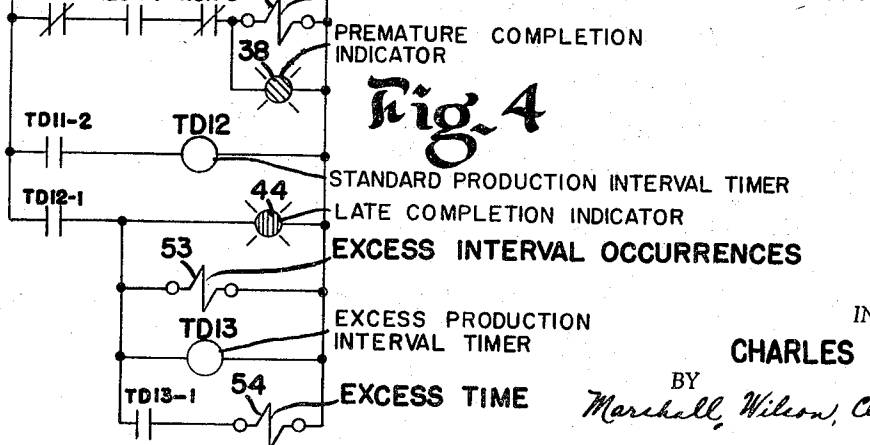 38
PREMATURE COMPLETION
INDICATOR
Fig. 4
TD11-2
TD12
STANDARD PRODUCTION INTERVAL TIMER
TD12-1
44
LATE COMPLETION INDICATOR
53
EXCESS INTERVAL OCCURRENCES
TD13
EXCESS PRODUCTION
INTERVAL TIMER
IN
CHARLES
BY
TD13-1
54
EXCESS TIME
Marshall, Wilson,